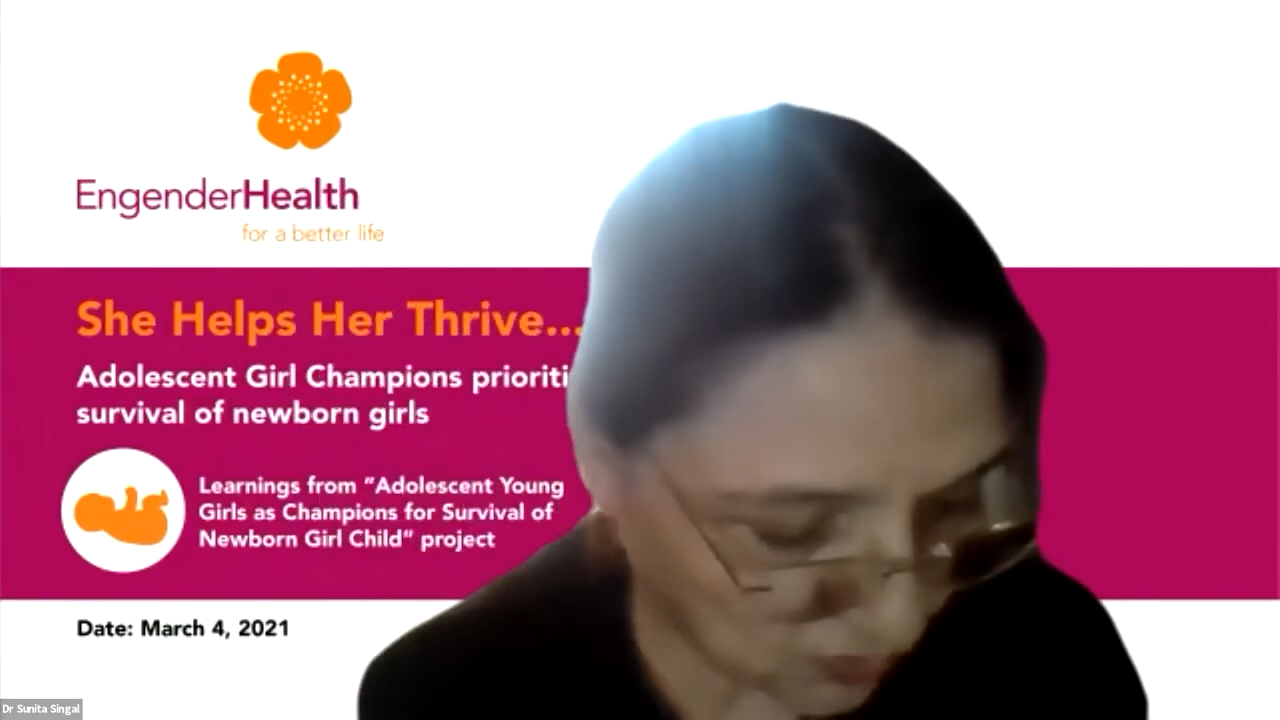 EngenderHealth
for a better life
She Helps Her Thrive...
Adolescent Girl Champions prioriti
survival of newborn girls
Learnings from “Adolescent Young
Girls as Champions for Survival of
Newborn Girl Child” project
Date: March 4, 2021
Dr Sunita Singal